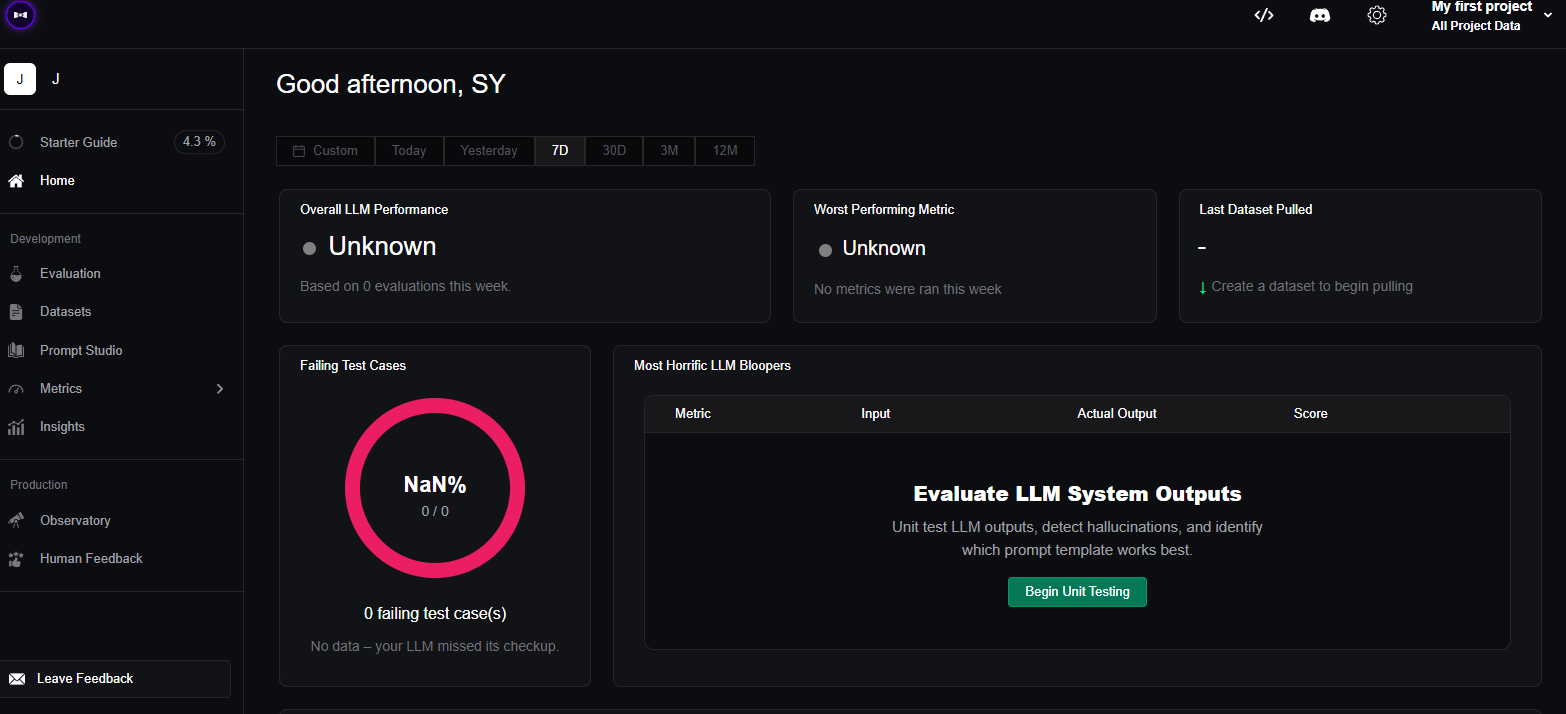 My first project
All Project Data
J
J
Starter Guide
4.3 %
Home
Development
Evaluation
Datasets
Prompt Studio
Metrics
Insights
Production
Observatory
Human Feedback
Leave Feedback
Good afternoon, SY
Custom
Today
Yesterday
7D
30D
3M
12M
Overall LLM Performance
Unknown
Based on 0 evaluations this week.
Worst Performing Metric
Unknown
No metrics were ran this week
Last Dataset Pulled
-
↓ Create a dataset to begin pulling
Failing Test Cases
NaN%
0 / 0
0 failing test case(s)
No data – your LLM missed its checkup.
Most Horrific LLM Bloopers
Metric
Input
Actual Output
Score
Evaluate LLM System Outputs
Unit test LLM outputs, detect hallucinations, and identify
which prompt template works best.
Begin Unit Testing